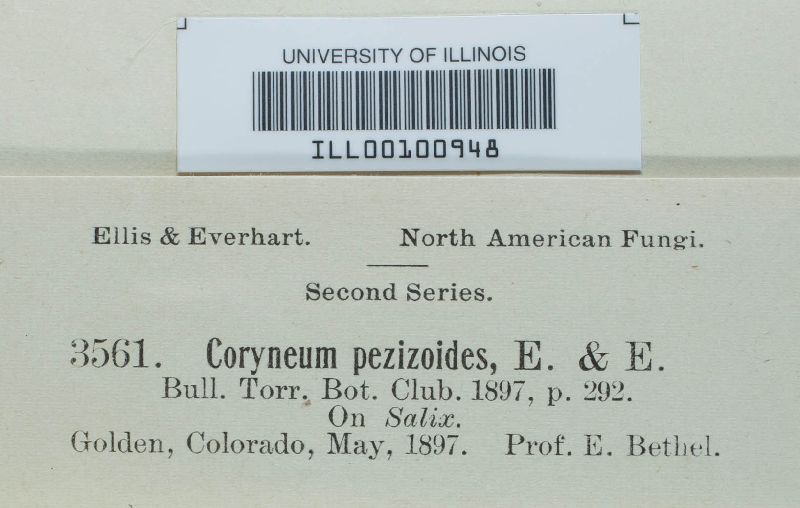 UNIVERSITY OF ILLINOIS
ILL00100948
Ellis & Everhart. North American Fungi.
Second Series.
3561. Coryneum pezizoides, E. & E.
Bull. Torr. Bot. Club. 1897, p. 292.
On Salix.
Golden, Colorado, May, 1897. Prof. E. Bethel.